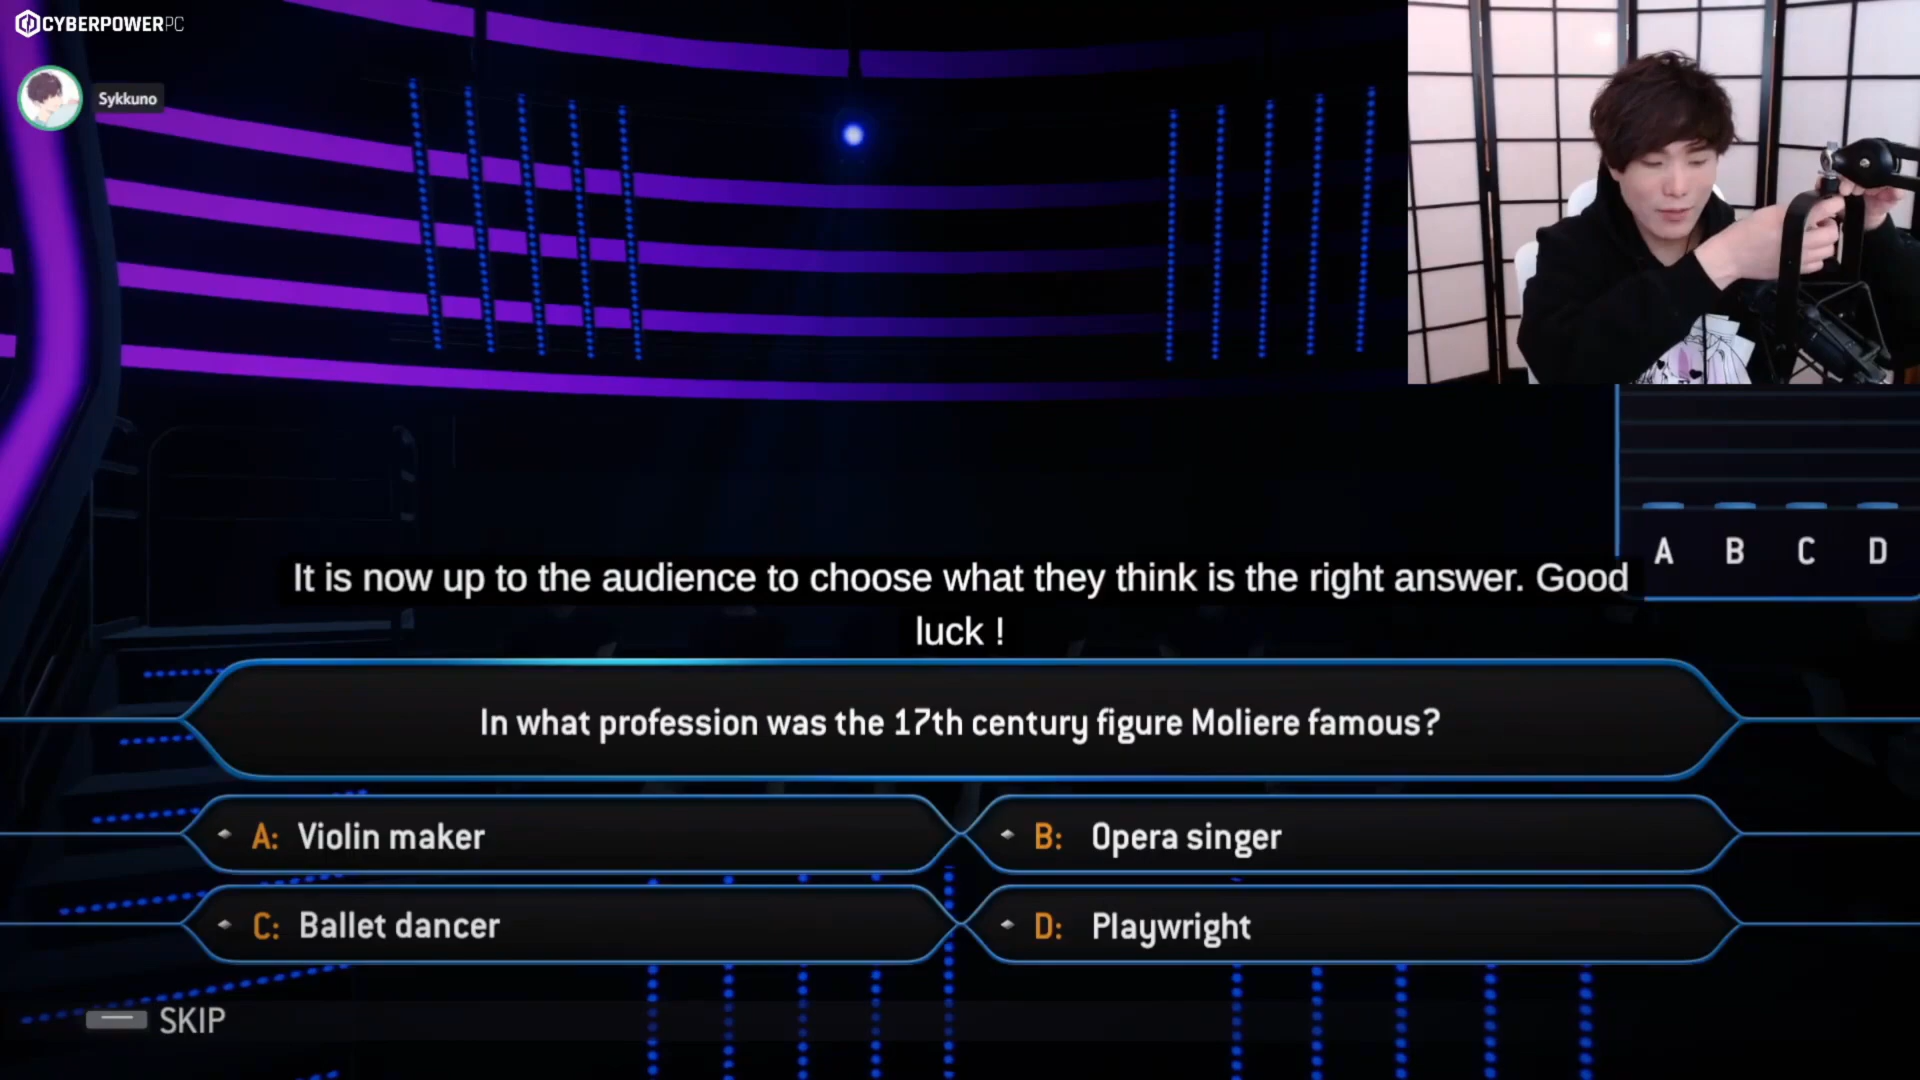 CYBERPOWERPC
Sykkuno
A B C D
It is now up to the audience to choose what they think is the right answer. Good
luck !
In what profession was the 17th century figure Moliere famous?
A: Violin maker
B: Opera singer
C: Ballet dancer
D: Playwright
SKIP